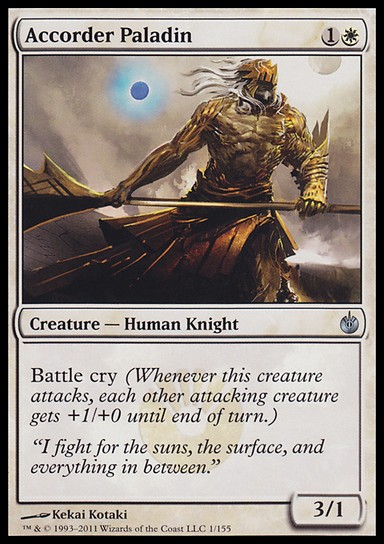 Accorder Paladin 1
Creature — Human Knight
Battle cry (Whenever this creature
attacks, each other attacking creature
gets +1/+0 until end of turn.)
“I fight for the suns, the surface, and
everything in between.”
Kekai Kotaki
3/1
™ & © 1993–2011 Wizards of the Coast LLC 1/155